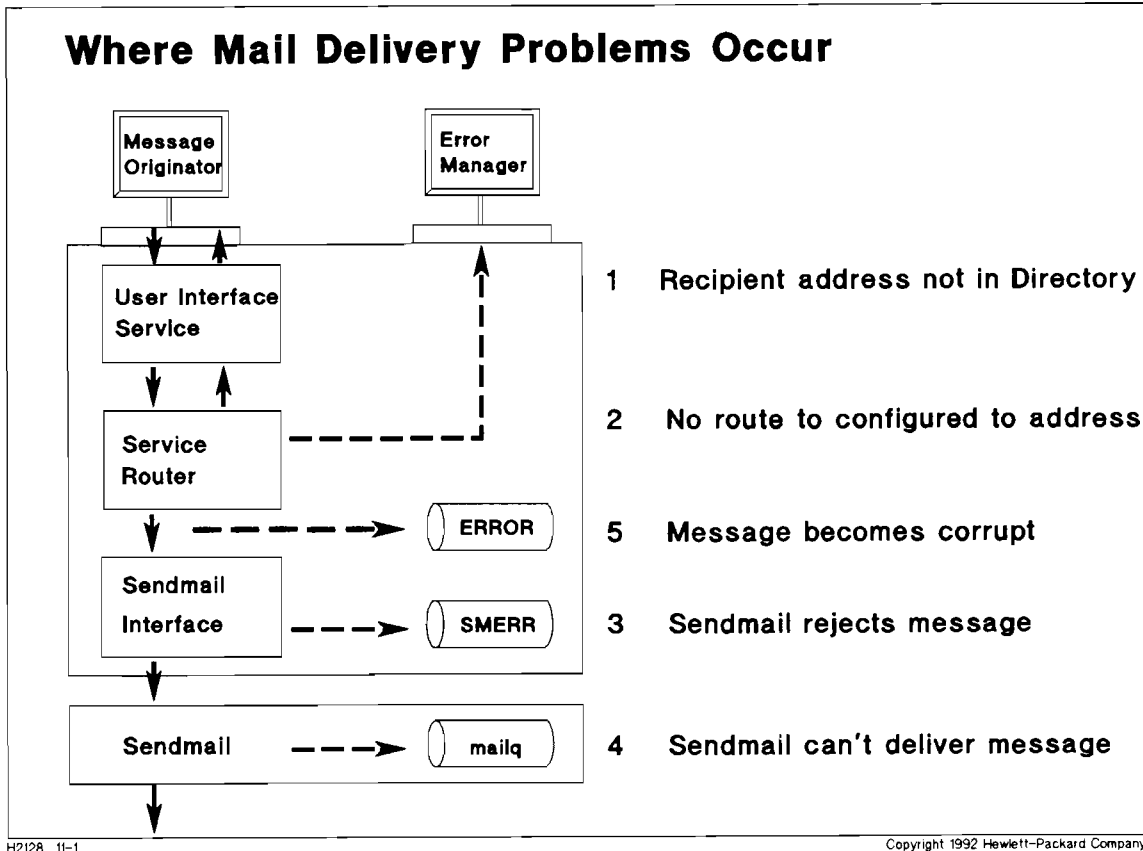 Where Mail Delivery Problems Occur
Message
Originator
Error
Manager
User Interface
Service
1 Recipient address not in Directory
Service
Router
2 No route to configured to address
ERROR
5 Message becomes corrupt
Sendmail
Interface
SMERR
3 Sendmail rejects message
Sendmail
mailq
4 Sendmail can't deliver message
H2128 11-1
Copyright 1992 Hewlett-Packard Company